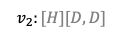 v₂: [H][D, D]